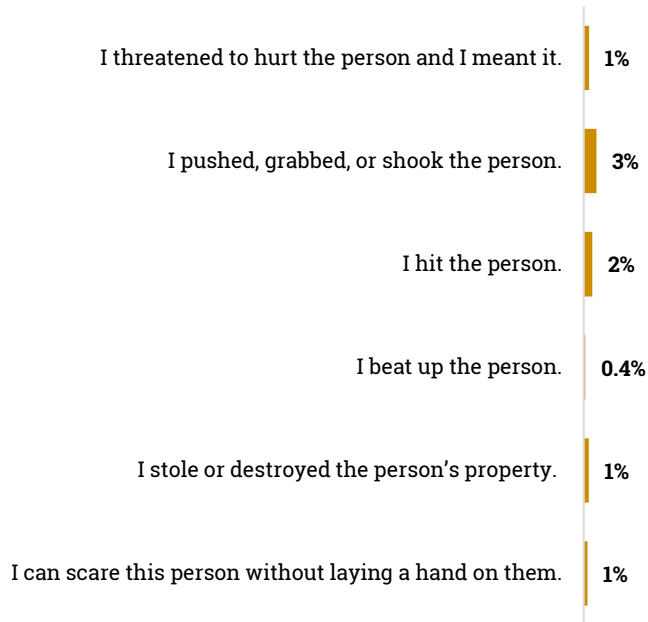 I threatened to hurt the person and I meant it. 1%
I pushed, grabbed, or shook the person. 3%
I hit the person. 2%
I beat up the person. 0.4%
I stole or destroyed the person’s property. 1%
I can scare this person without laying a hand on them. 1%